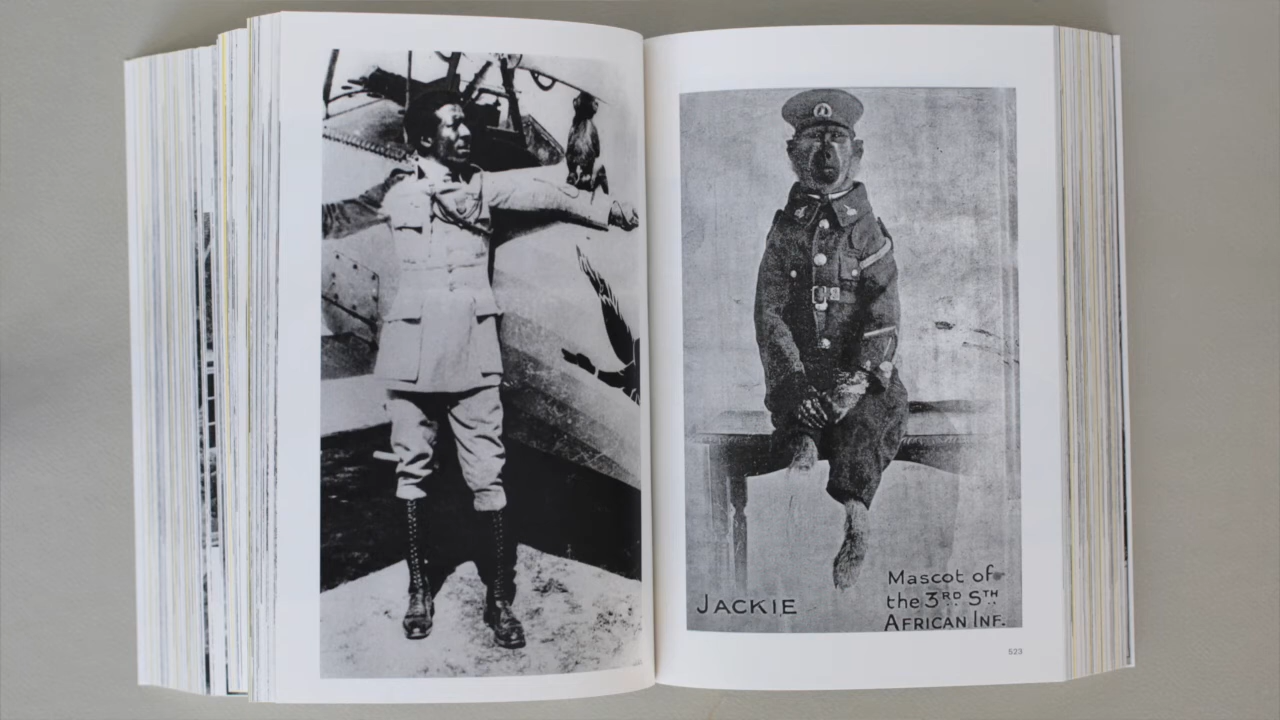 JACKIE
Mascot of
the 3RD STH
AFRICAN INF.
523